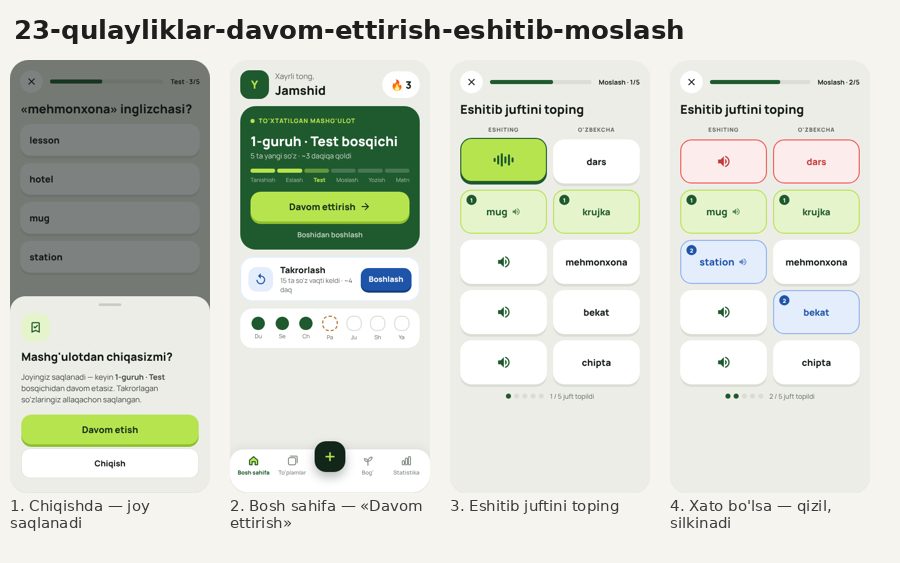 23-qulayliklar-davom-ettirish-eshitib-moslash
Test · 3/5
«mehmonxona» inglizchasi?
lesson
hotel
mug
station
Mashg'ulotdan chiqasizmi?
Joyingiz saqlanadi — keyin 1-guruh · Test
bosqichidan davom etasiz. Takrorlagan
so'zlaringiz allaqachon saqlangan.
Davom etish
Chiqish
1. Chiqishda — joy
saqlanadi
Y
Xayrli tong,
Jamshid
3
TO'XTATILGAN MASHG'ULOT
1-guruh · Test bosqichi
5 ta yangi so'z · ~3 daqiqa qoldi
Tanishish Eslash Test Moslash Yozish Matn
Davom ettirish →
Boshidan boshlash
Takrorlash
15 ta so'z vaqti keldi · ~4
daq
Boshlash
Du Se Ch Pa Ju Sh Ya
Bosh sahifa To'plamlar + Bog' Statistika
2. Bosh sahifa — «Davom
ettirish»
Moslash · 1/5
Eshitib juftini toping
ESHITING O'ZBEKCHA
dars
1 mug 1 krujka
mehmonxona
bekat
chipta
1 / 5 juft topildi
3. Eshitib juftini toping
Moslash · 2/5
Eshitib juftini toping
ESHITING O'ZBEKCHA
dars
1 mug 1 krujka
2 station mehmonxona
2 bekat
chipta
2 / 5 juft topildi
4. Xato bo'lsa — qizil,
silkinadi